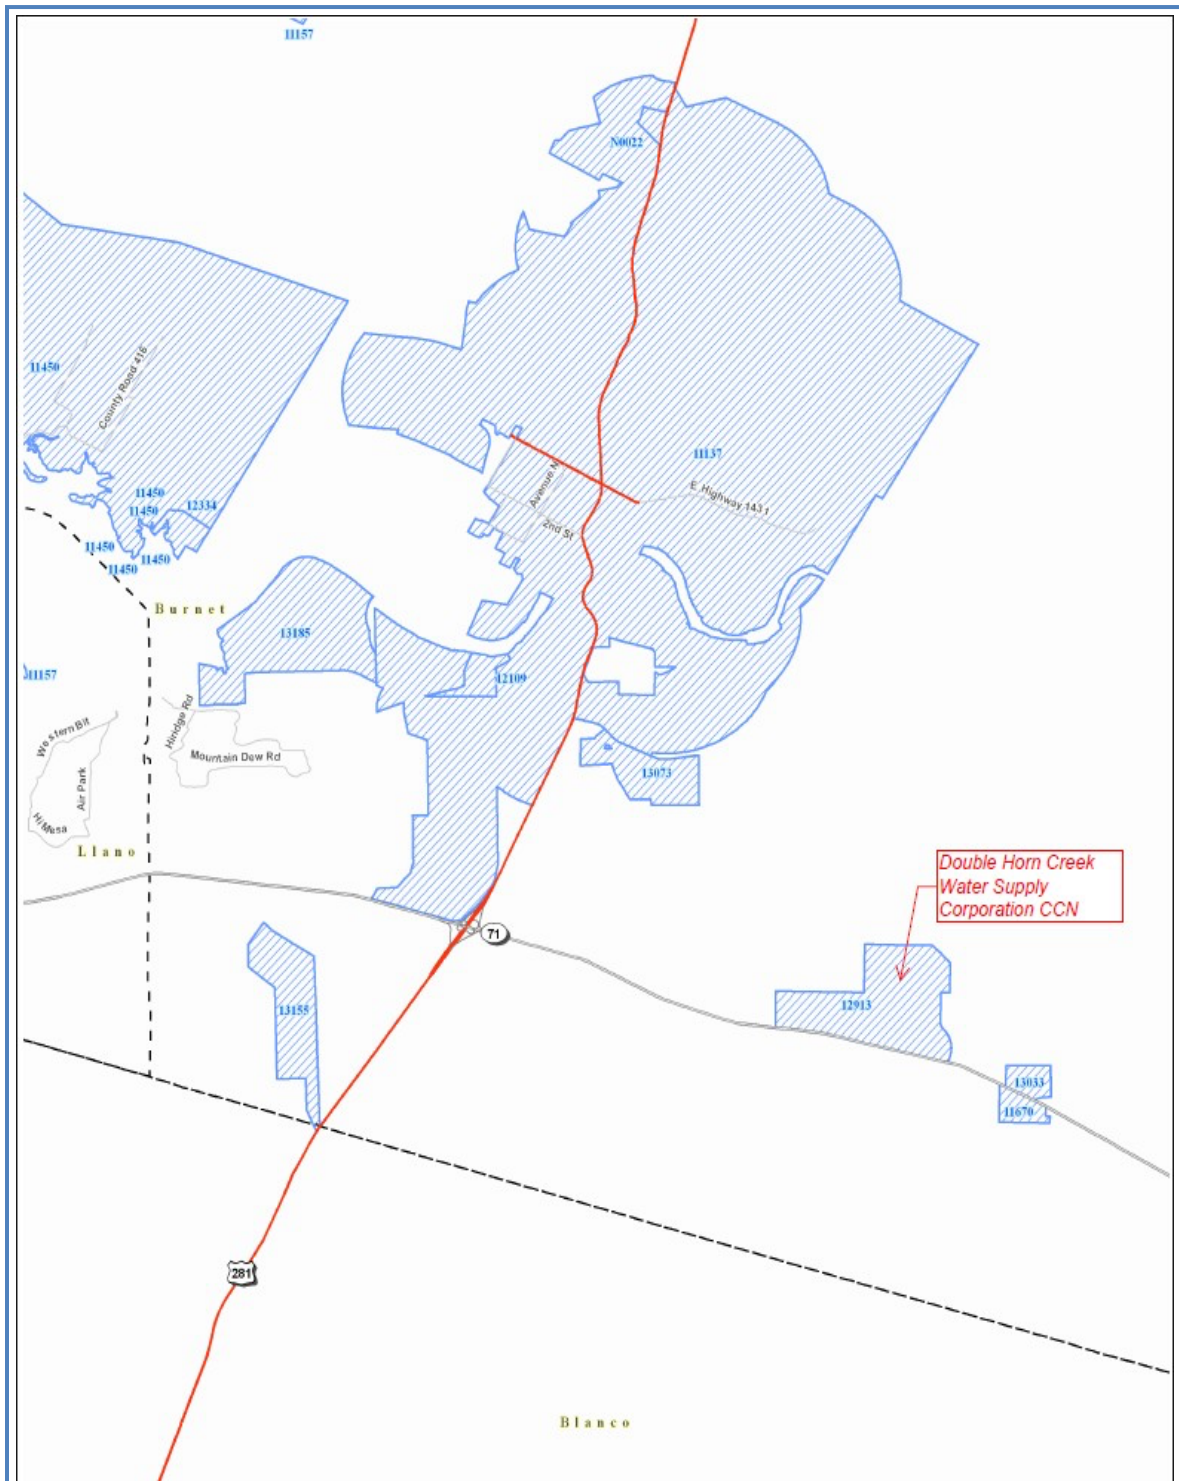 11157
N0022
11450
County Road 416
11137
Avenue N
E. Highway 1431
2nd St
11450
12334
11450
11450
11450
11450
Burnet
13185
11157
12109
Hiridge Rd
Western Bit
Mountain Dew Rd
Air Park
13073
Hi Mesa
Llano
Double Horn Creek
Water Supply
Corporation CCN
71
13155
12913
13033
11670
281
Blanco